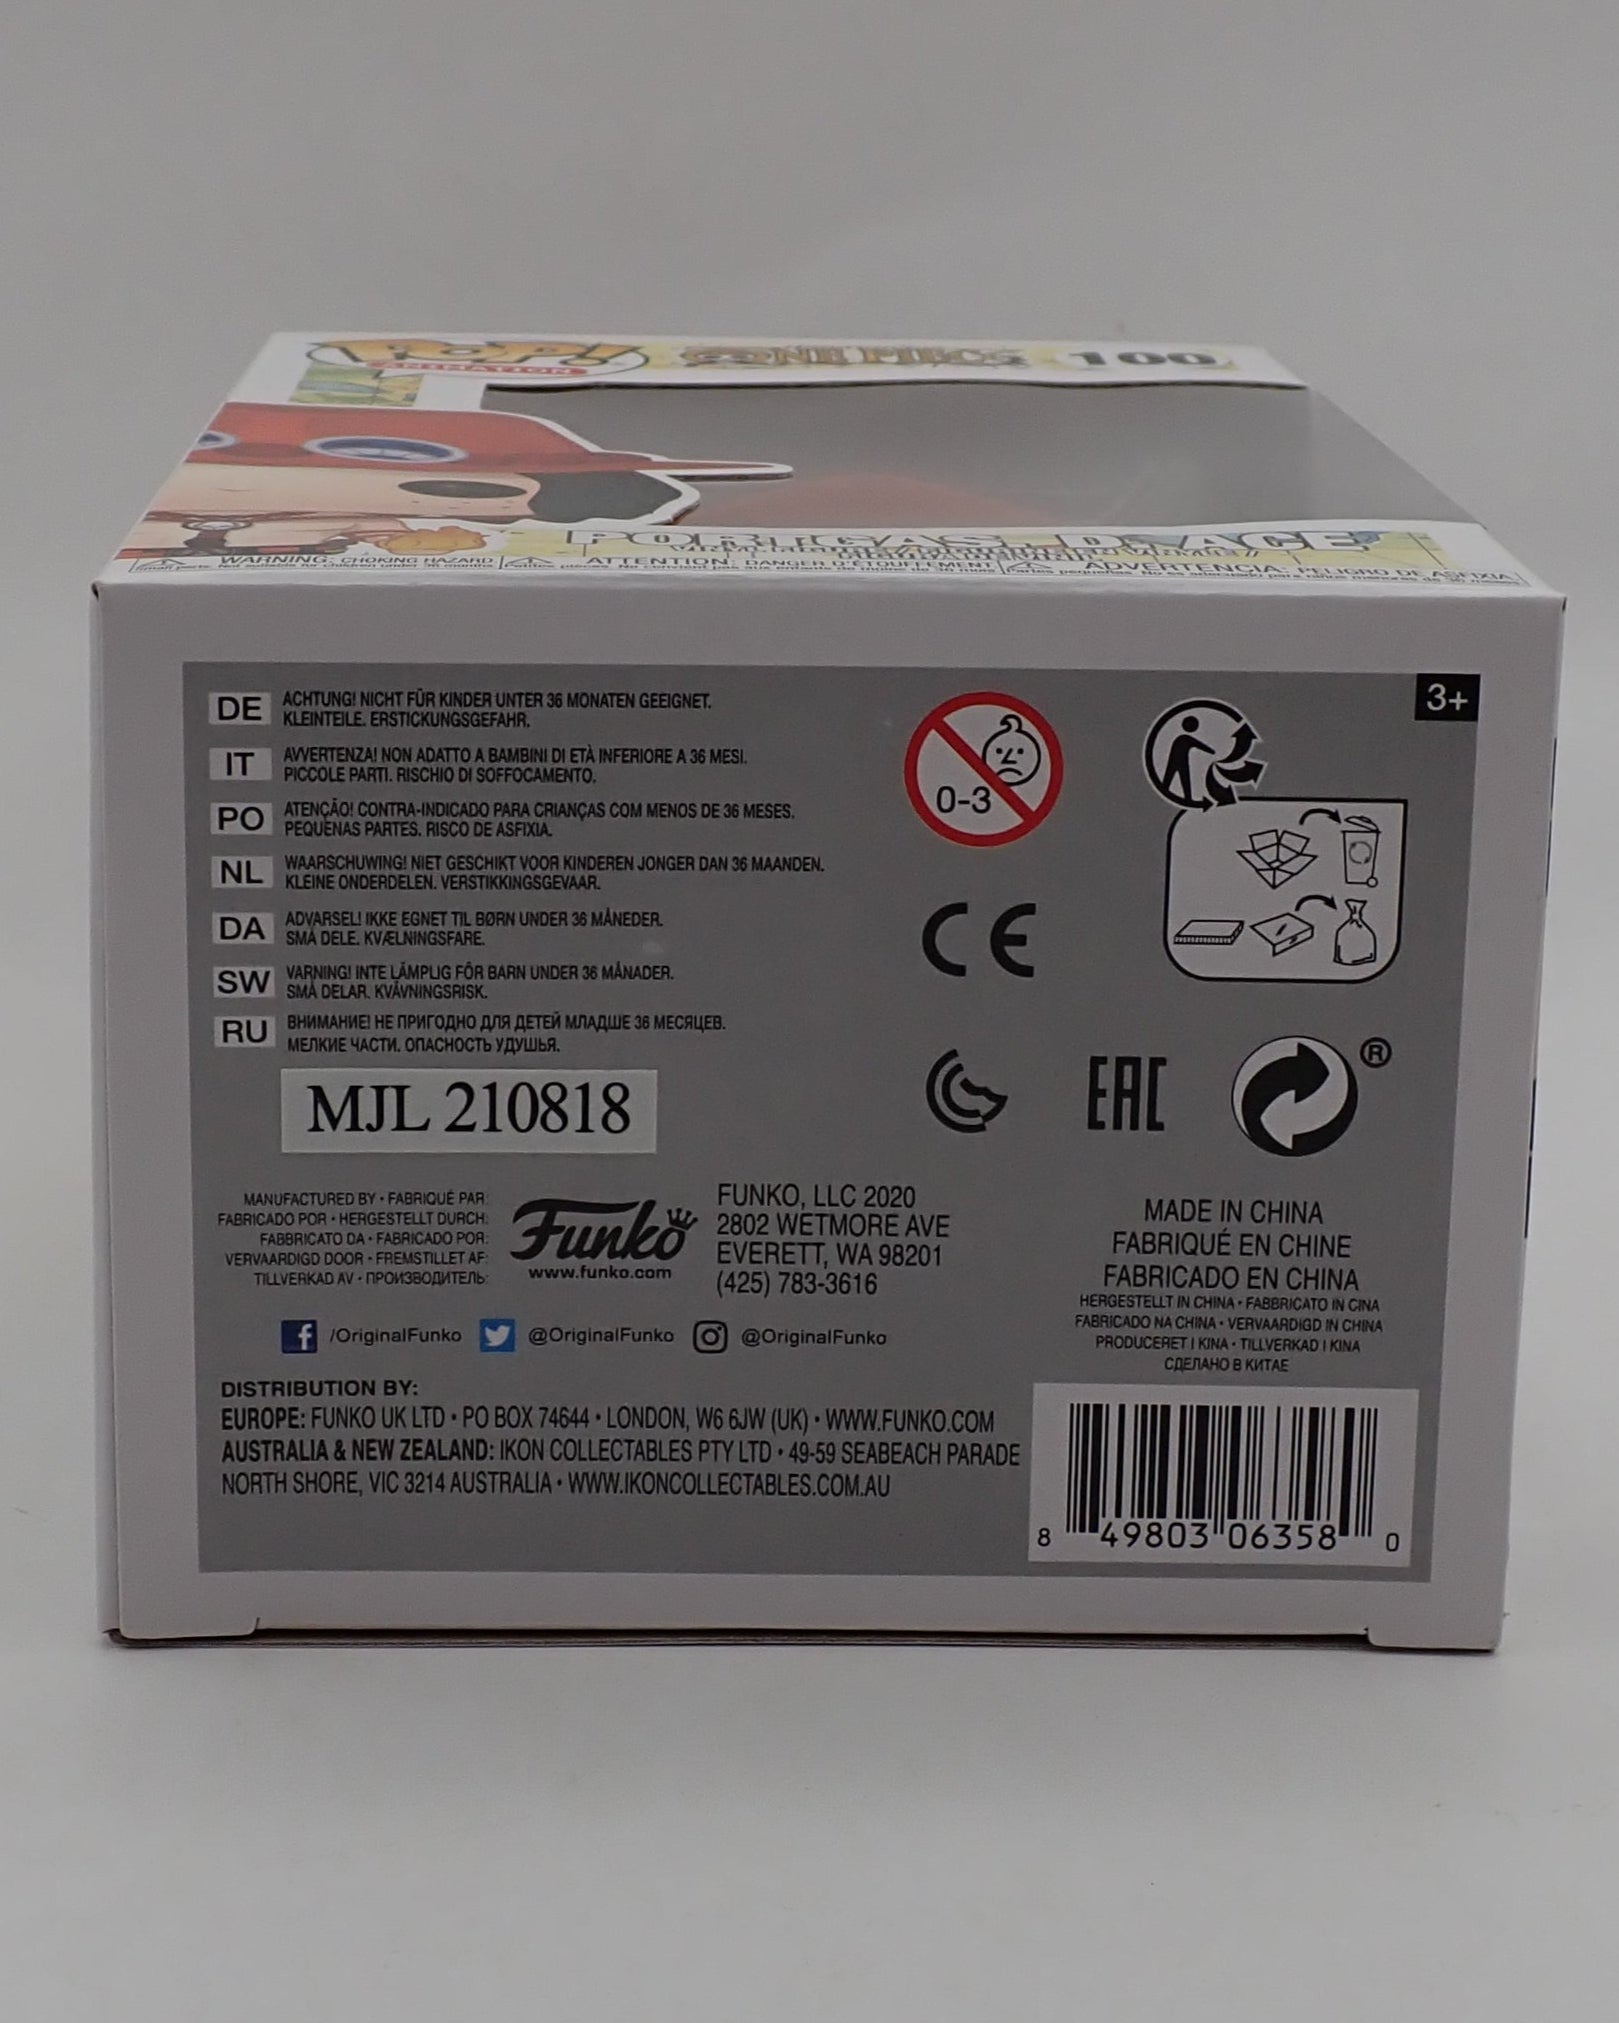 POP!
ANIMATION
ONE PIECE
100
PORTGAS. D. ACE
WARNING: CHOKING HAZARD
ATTENTION: DANGER D'ÉTOUFFEMENT
ADVERTENCIA: PELIGRO DE ASFIXIA
3+
DE
ACHTUNG! NICHT FÜR KINDER UNTER 36 MONATEN GEEIGNET.
KLEINTEILE. ERSTICKUNGSGEFAHR.
IT
AVVERTENZA! NON ADATTO A BAMBINI DI ETÀ INFERIORE A 36 MESI.
PICCOLE PARTI. RISCHIO DI SOFFOCAMENTO.
PO
ATENÇÃO! CONTRA-INDICADO PARA CRIANÇAS COM MENOS DE 36 MESES.
PEQUENAS PARTES. RISCO DE ASFIXIA.
NL
WAARSCHUWING! NIET GESCHIKT VOOR KINDEREN JONGER DAN 36 MAANDEN.
KLEINE ONDERDELEN. VERSTIKKINGSGEVAAR.
DA
ADVARSEL! IKKE EGNET TIL BØRN UNDER 36 MÅNEDER.
SMÅ DELE. KVÆLNINGSFARE.
SW
VARNING! INTE LÄMPLIG FÖR BARN UNDER 36 MÅNADER.
SMÅ DELAR. KVÄVNINGSRISK.
RU
ВНИМАНИЕ! НЕ ПРИГОДНО ДЛЯ ДЕТЕЙ МЛАДШЕ 36 МЕСЯЦЕВ.
МЕЛКИЕ ЧАСТИ. ОПАСНОСТЬ УДУШЬЯ.
0-3
CE
EAC
®
MJL 210818
MANUFACTURED BY • FABRIQUÉ PAR:
FABRICADO POR • HERGESTELLT DURCH:
FABBRICATO DA • FABRICADO POR:
VERVAARDIGD DOOR • FREMSTILLET AF:
TILLVERKAD AV • ПРОИЗВОДИТЕЛЬ:
Funko
www.funko.com
FUNKO, LLC 2020
2802 WETMORE AVE
EVERETT, WA 98201
(425) 783-3616
MADE IN CHINA
FABRIQUÉ EN CHINE
FABRICADO EN CHINA
HERGESTELLT IN CHINA • FABBRICATO IN CINA
FABRICADO NA CHINA • VERVAARDIGD IN CHINA
PRODUCERET I KINA • TILLVERKAD I KINA
СДЕЛАНО В КИТАЕ
/OriginalFunko @OriginalFunko @OriginalFunko
DISTRIBUTION BY:
EUROPE: FUNKO UK LTD • PO BOX 74644 • LONDON, W6 6JW (UK) • WWW.FUNKO.COM
AUSTRALIA & NEW ZEALAND: IKON COLLECTABLES PTY LTD • 49-59 SEABEACH PARADE
NORTH SHORE, VIC 3214 AUSTRALIA • WWW.IKONCOLLECTABLES.COM.AU
8 49803 06358 0